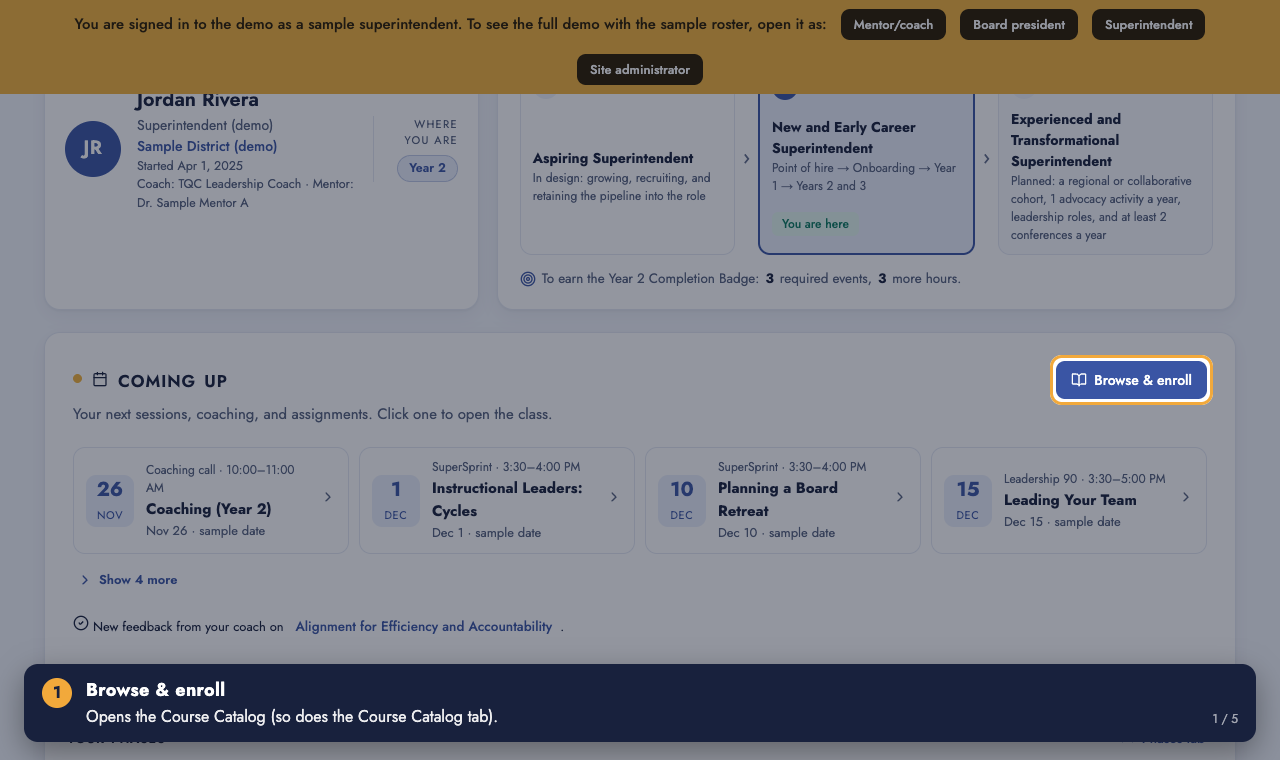 You are signed in to the demo as a sample superintendent. To see the full demo with the sample roster, open it as: Mentor/coach Board president Superintendent
Site administrator
Jordan Rivera
JR
Superintendent (demo)
Sample District (demo)
Started Apr 1, 2025
Coach: TQC Leadership Coach · Mentor:
Dr. Sample Mentor A
WHERE
YOU ARE
Year 2
Aspiring Superintendent
In design: growing, recruiting, and
retaining the pipeline into the role
New and Early Career
Superintendent
Point of hire → Onboarding → Year
1 → Years 2 and 3
You are here
Experienced and
Transformational
Superintendent
Planned: a regional or collaborative
cohort, 1 advocacy activity a year,
leadership roles, and at least 2
conferences a year
To earn the Year 2 Completion Badge: 3 required events, 3 more hours.
COMING UP
Browse & enroll
Your next sessions, coaching, and assignments. Click one to open the class.
26
NOV
Coaching call · 10:00–11:00
AM
Coaching (Year 2)
Nov 26 · sample date
1
DEC
SuperSprint · 3:30–4:00 PM
Instructional Leaders:
Cycles
Dec 1 · sample date
10
DEC
SuperSprint · 3:30–4:00 PM
Planning a Board
Retreat
Dec 10 · sample date
15
DEC
Leadership 90 · 3:30–5:00 PM
Leading Your Team
Dec 15 · sample date
Show 4 more
New feedback from your coach on Alignment for Efficiency and Accountability .
1
Browse & enroll
Opens the Course Catalog (so does the Course Catalog tab).
1 / 5